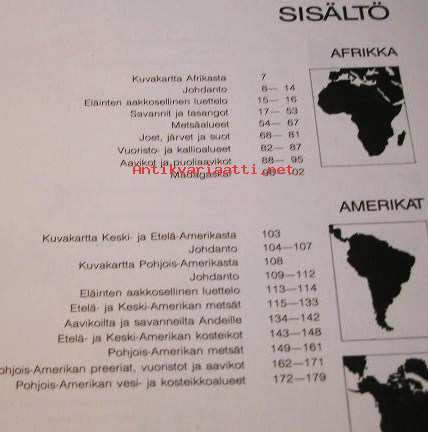 SISÄLTÖ
AFRIKKA
Kuvakartta Afrikasta 7
Johdanto 8— 14
Eläinten aakkosellinen luettelo 15— 16
Savannit ja tasangot 17— 53
Metsäalueet 54— 67
Joet, järvet ja suot 68— 81
Vuoristo- ja kallioalueet 82— 87
Aavikot ja puoliaavikot 88— 95
Antikvariaatti.net
Madagaskar 102
AMERIKAT
Kuvakartta Keski- ja Etelä-Amerikasta 103
Johdanto 104—107
Kuvakartta Pohjois-Amerikasta 108
Johdanto 109—112
Eläinten aakkosellinen luettelo 113—114
Etelä- ja Keski-Amerikan metsät 115—133
Aavikoilta ja savanneilta Andeille 134—142
Etelä- ja Keski-Amerikan kosteikot 143—148
Pohjois-Amerikan metsät 149—161
ohjois-Amerikan preeriat, vuoristot ja aavikot 162—171
Pohjois-Amerikan vesi- ja kosteikkoalueet 172—179